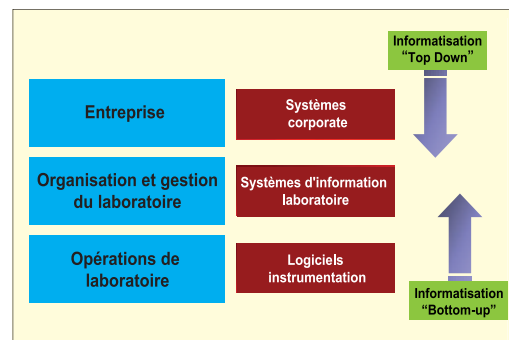 Informatisation
“Top Down”
Entreprise
Systèmes
corporate
Organisation et gestion
du laboratoire
Systèmes d'information
laboratoire
Opérations de
laboratoire
Logiciels
instrumentation
Informatisation
“Bottom-up”